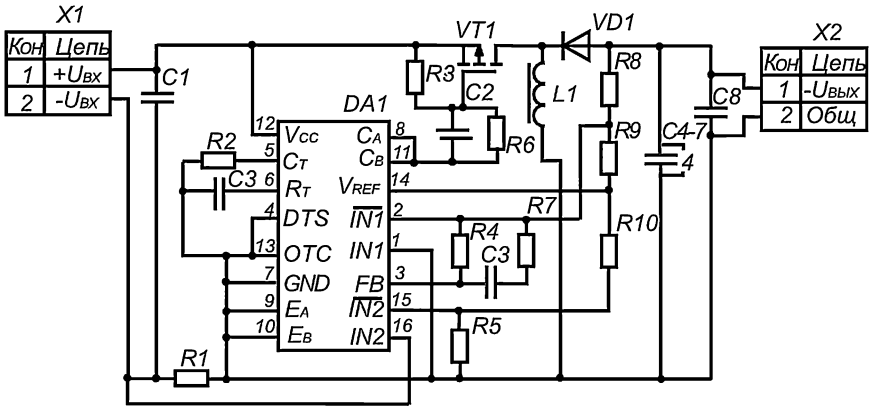 X1
Кон Цепь
1 +Uвх
2 -Uвх
C1
R3
VT1
C2
R6
L1
VD1
R8
R9
R10
C4-7
4
C8
X2
Кон Цепь
1 -Uвых
2 Общ
DA1
R2
C3
12 Vcc
5 CT
6 RT
4 DTS
13 OTC
7 GND
9 EA
10 EB
CA 8
CB 11
VREF 14
IN1 2
IN1 1
FB 3
IN2 15
IN2 16
R4
C3
R7
R5
R1